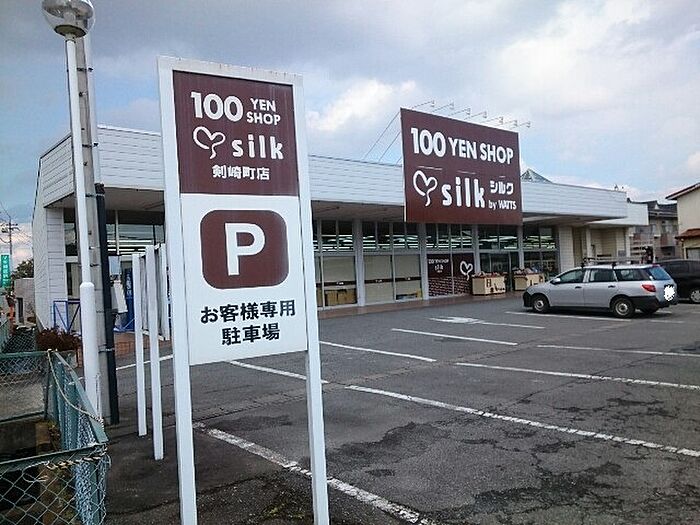 100 YEN
SHOP
silk
剣崎町店
P
お客様専用
駐車場
100 YEN SHOP
silk シルク
by WATTS